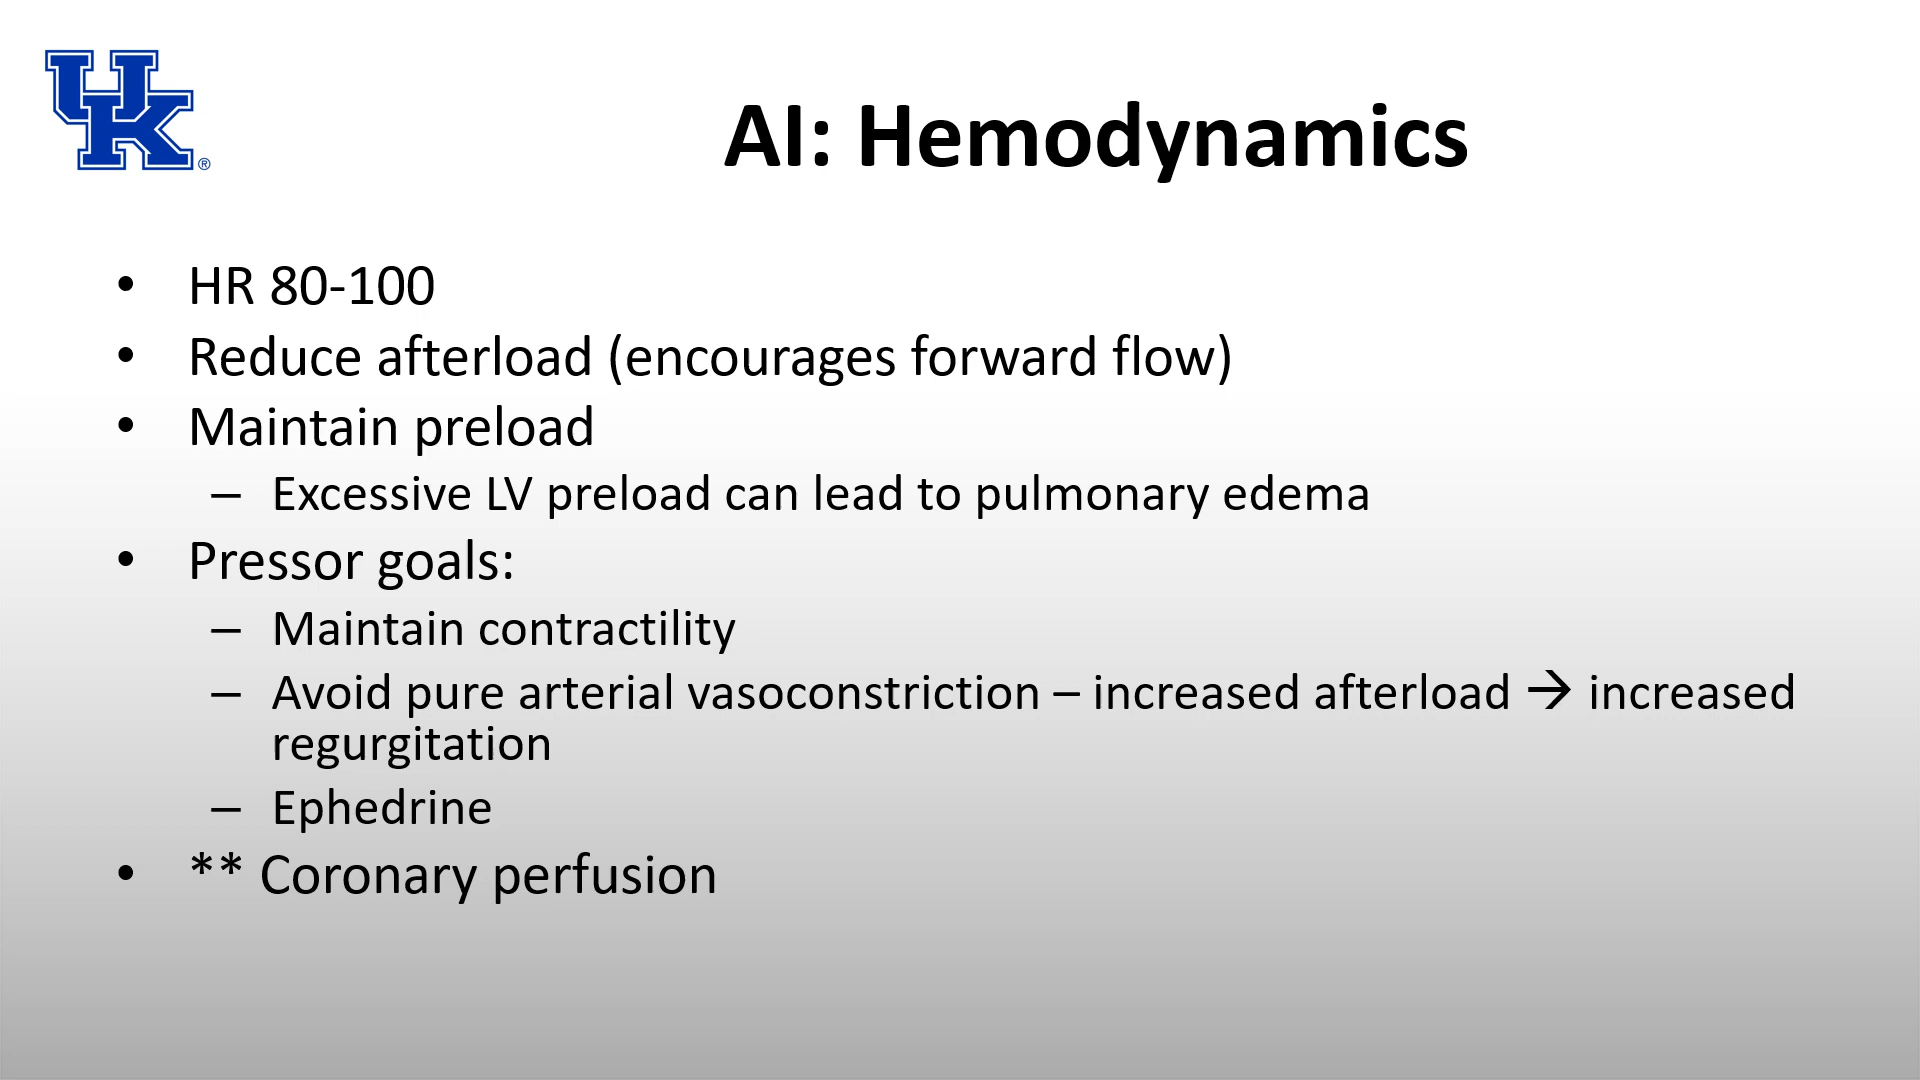 UK®
AI: Hemodynamics
• HR 80-100
• Reduce afterload (encourages forward flow)
• Maintain preload
– Excessive LV preload can lead to pulmonary edema
• Pressor goals:
– Maintain contractility
– Avoid pure arterial vasoconstriction – increased afterload → increased
regurgitation
– Ephedrine
• ** Coronary perfusion